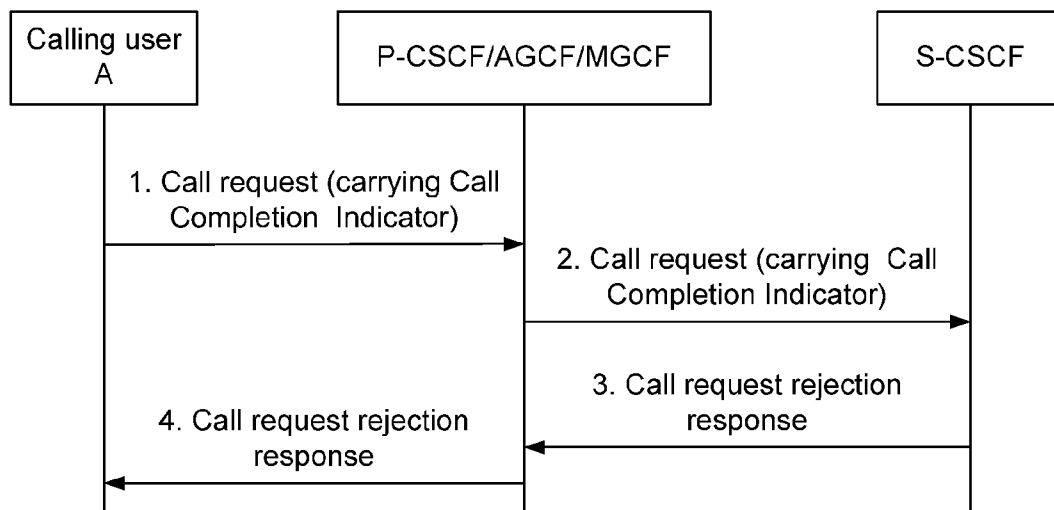 Calling user
A
P-CSCF/AGCF/MGCF
S-CSCF
1. Call request (carrying Call
Completion Indicator)
2. Call request (carrying Call
Completion Indicator)
3. Call request rejection
response
4. Call request rejection
response